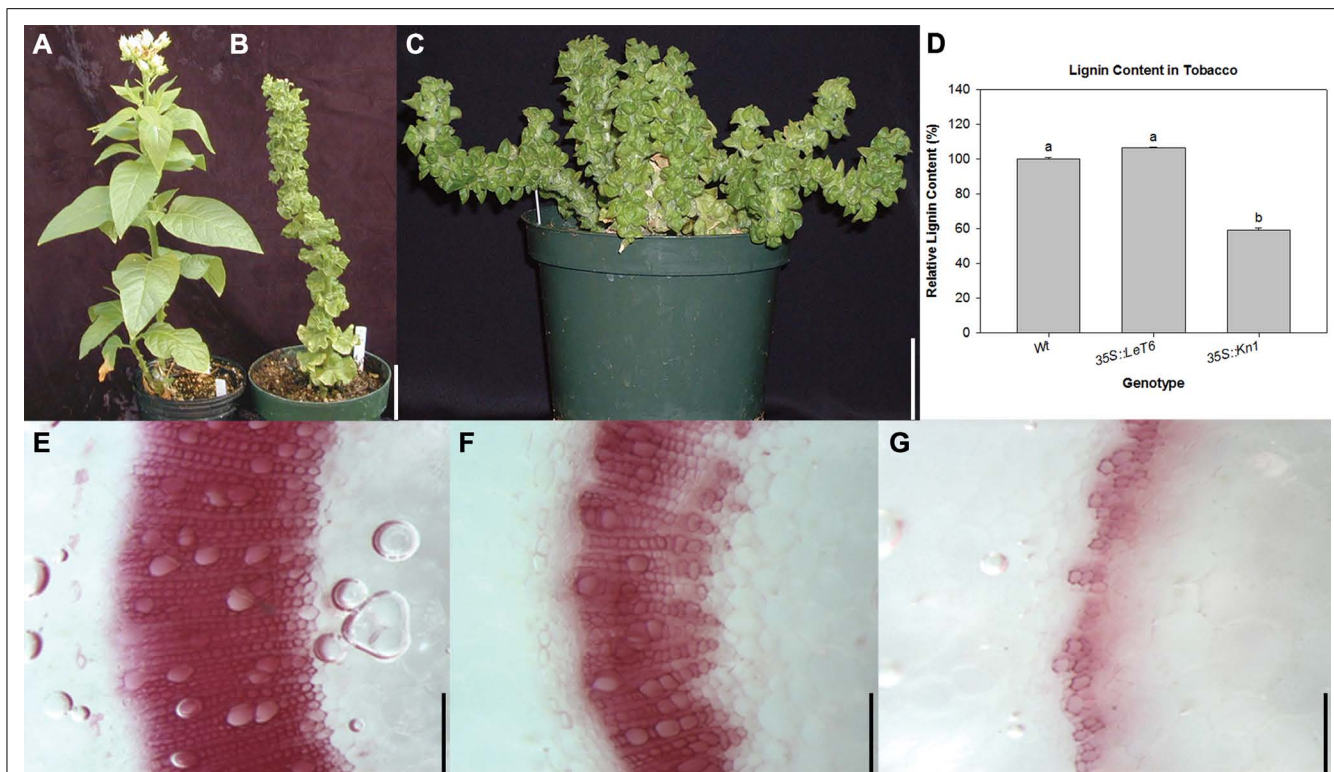 A
B
C
D
Lignin Content in Tobacco
140
120
100
80
60
40
20
0
Relative Lignin Content (%)
a
a
b
Wt
35S::LeT6
35S::Kn1
Genotype
E
F
G